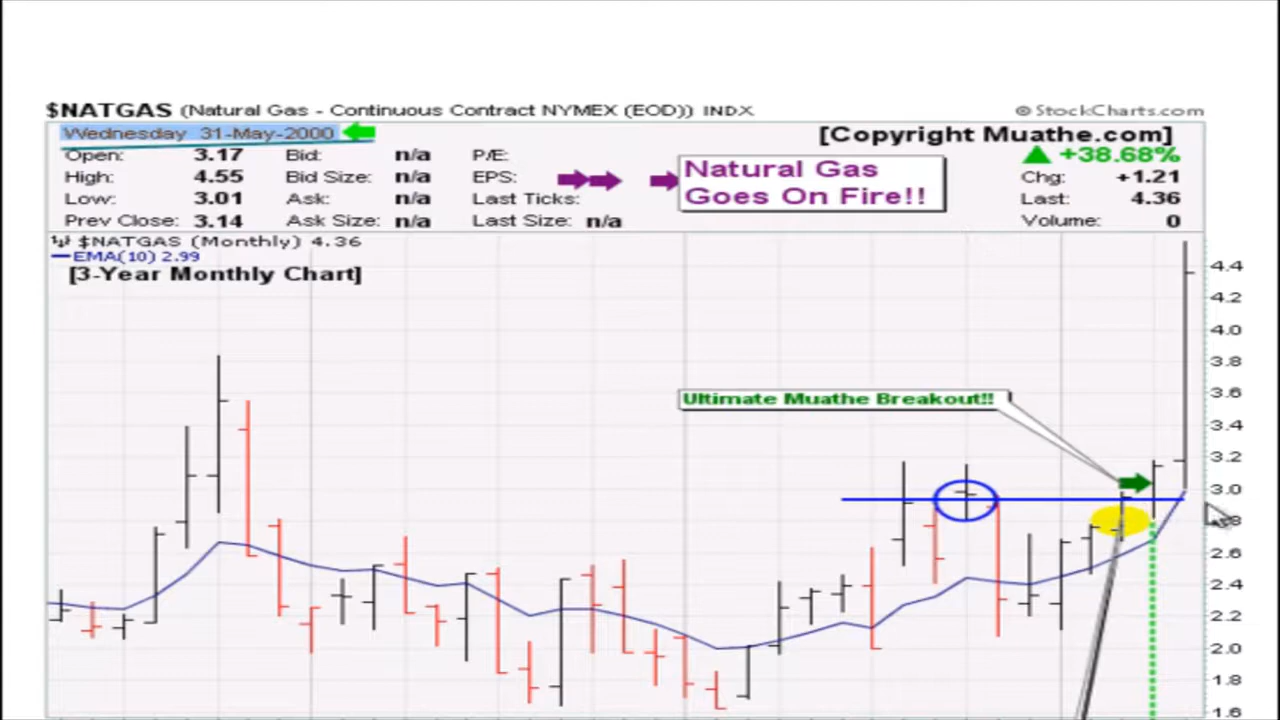 $NATGAS (Natural Gas - Continuous Contract NYMEX (EOD)) INDX © StockCharts.com
Wednesday 31-May-2000 [Copyright Muathe.com]
Open: 3.17 Bid: n/a P/E: +38.68%
High: 4.55 Bid Size: n/a EPS: Chg: +1.21
Low: 3.01 Ask: n/a Last Ticks: Last: 4.36
Prev Close: 3.14 Ask Size: n/a Last Size: n/a Volume: 0
Natural Gas
Goes On Fire!!
$NATGAS (Monthly) 4.36
EMA(10) 2.99
[3-Year Monthly Chart]
Ultimate Muathe Breakout!!
4.4
4.2
4.0
3.8
3.6
3.4
3.2
3.0
2.6
2.4
2.2
2.0
1.8
1.6